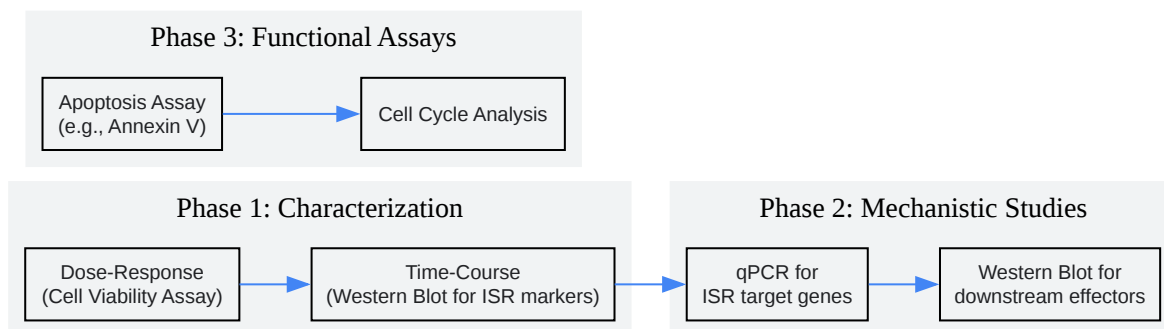 Phase 3: Functional Assays
Apoptosis Assay
(e.g., Annexin V)
Cell Cycle Analysis
Phase 1: Characterization
Dose-Response
(Cell Viability Assay)
Time-Course
(Western Blot for ISR markers)
Phase 2: Mechanistic Studies
qPCR for
ISR target genes
Western Blot for
downstream effectors